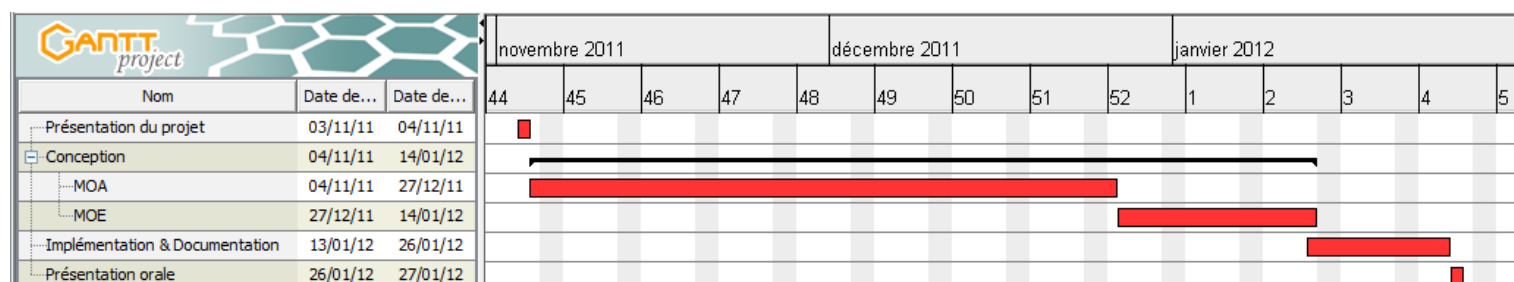 GANTT
project
novembre 2011 décembre 2011 janvier 2012
Nom Date de... Date de... 44 45 46 47 48 49 50 51 52 1 2 3 4 5
Présentation du projet 03/11/11 04/11/11
Conception 04/11/11 14/01/12
MOA 04/11/11 27/12/11
MOE 27/12/11 14/01/12
Implémentation & Documentation 13/01/12 26/01/12
Présentation orale 26/01/12 27/01/12